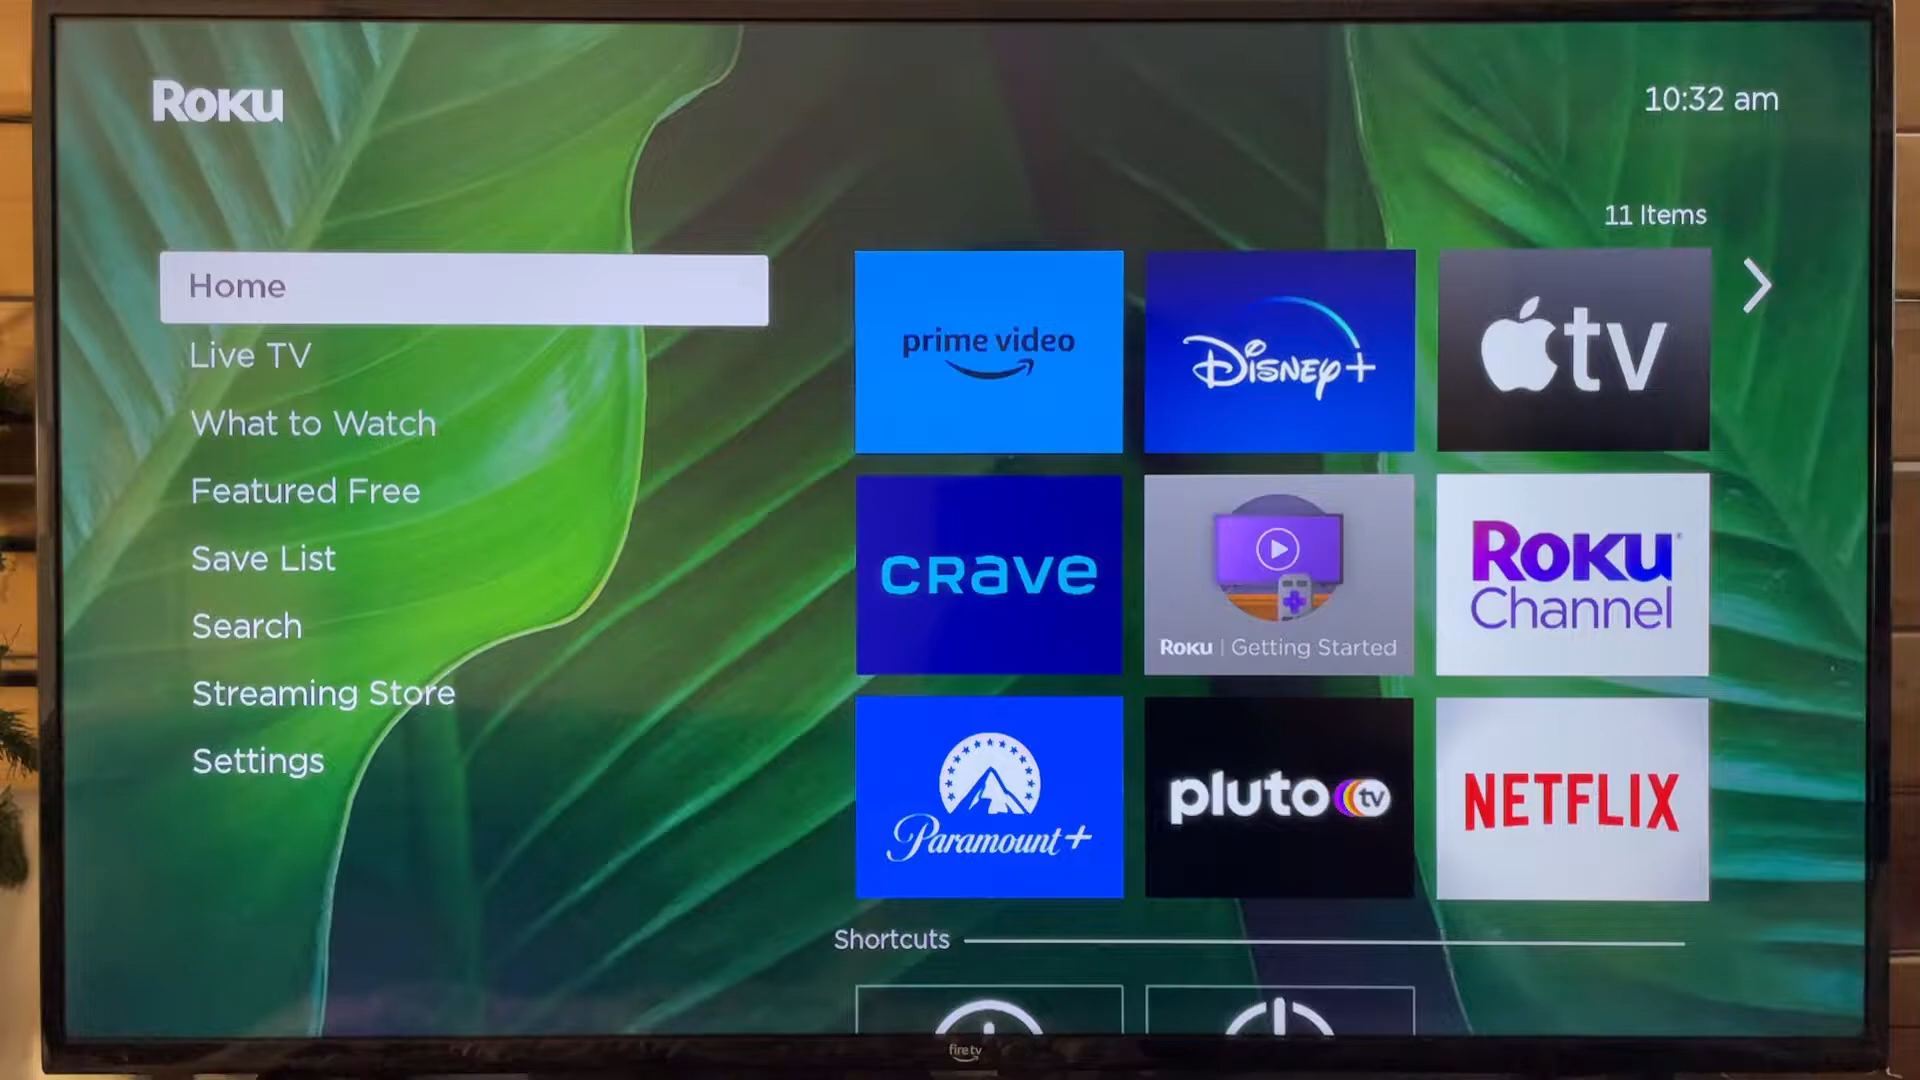 ROKU
10:32 am
11 Items
Home
Live TV
What to Watch
Featured Free
Save List
Search
Streaming Store
Settings
prime video
Disney+
tv
CRAVE
ROKU | Getting Started
ROKU
Channel
Paramount+
pluto tv
NETFLIX
Shortcuts
fire tv